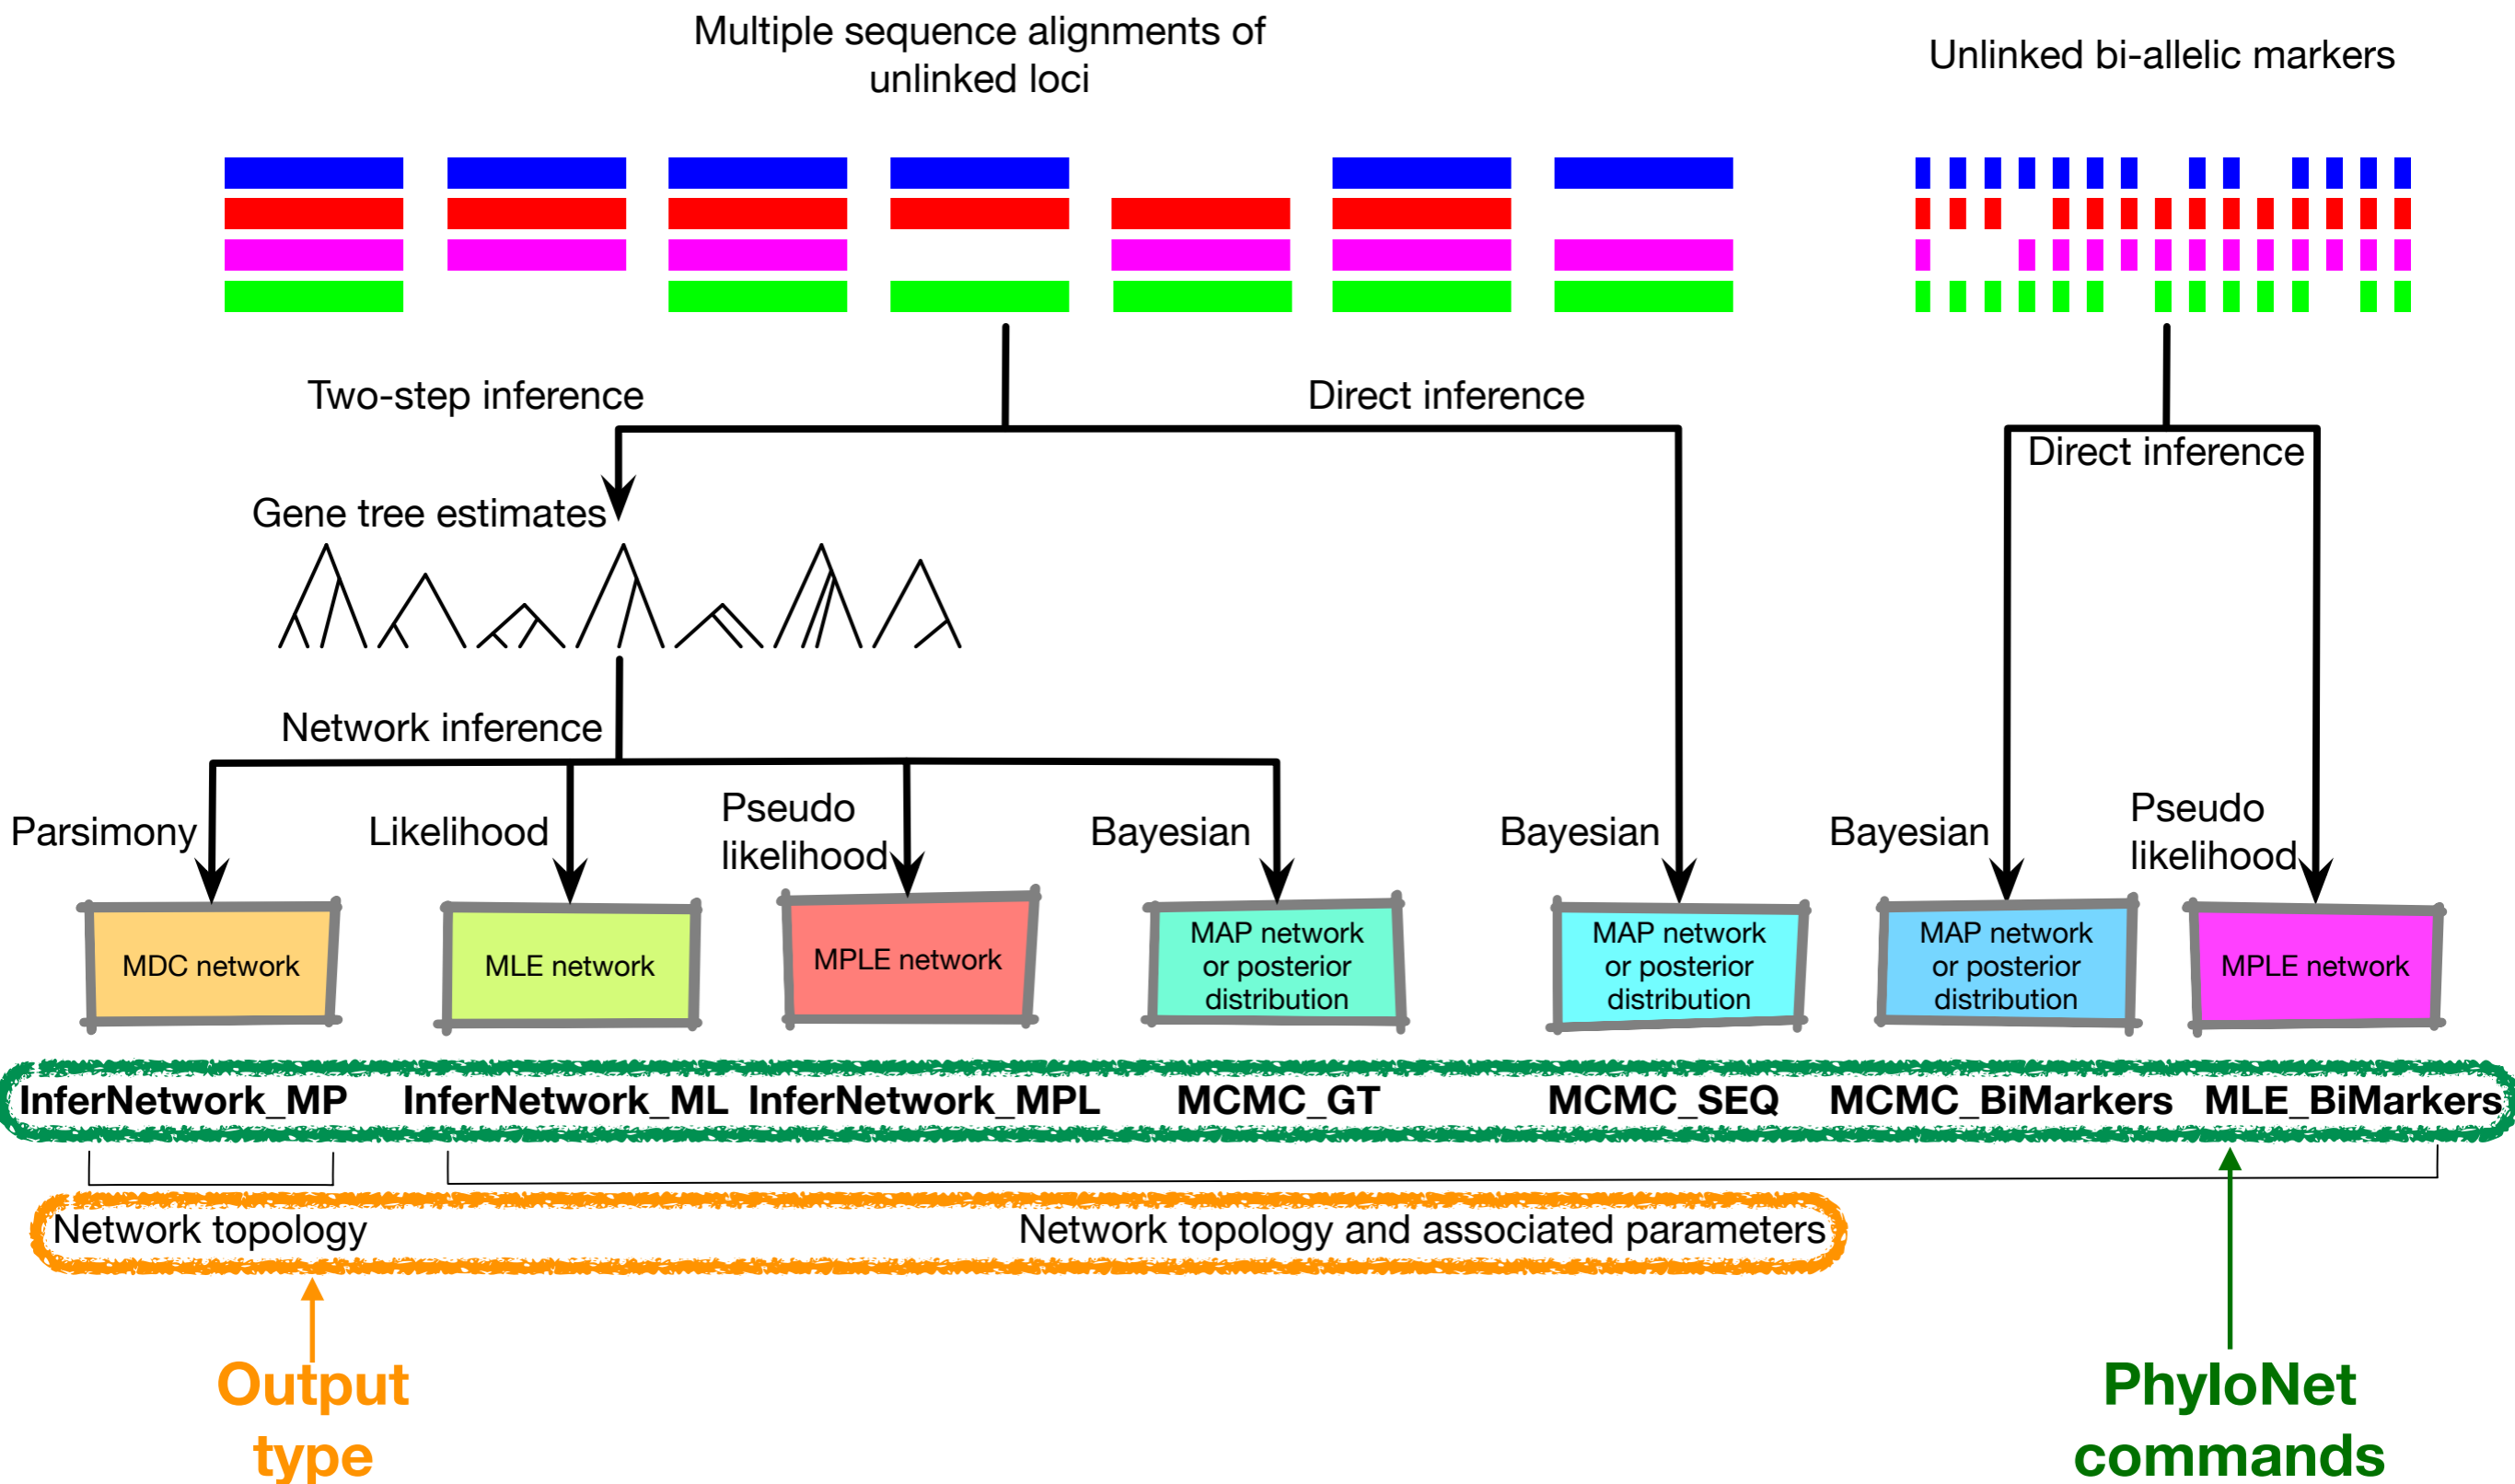 Multiple sequence alignments of
unlinked loci
Unlinked bi-allelic markers
Two-step inference
Direct inference
Direct inference
Gene tree estimates
Network inference
Parsimony
Likelihood
Pseudo
likelihood
Bayesian
Bayesian
Bayesian
Pseudo
likelihood
MDC network
MLE network
MPLE network
MAP network
or posterior
distribution
MAP network
or posterior
distribution
MAP network
or posterior
distribution
MPLE network
InferNetwork_MP
InferNetwork_ML
InferNetwork_MPL
MCMC_GT
MCMC_SEQ
MCMC_BiMarkers
MLE_BiMarkers
Network topology
Network topology and associated parameters
Output
type
PhyloNet
commands